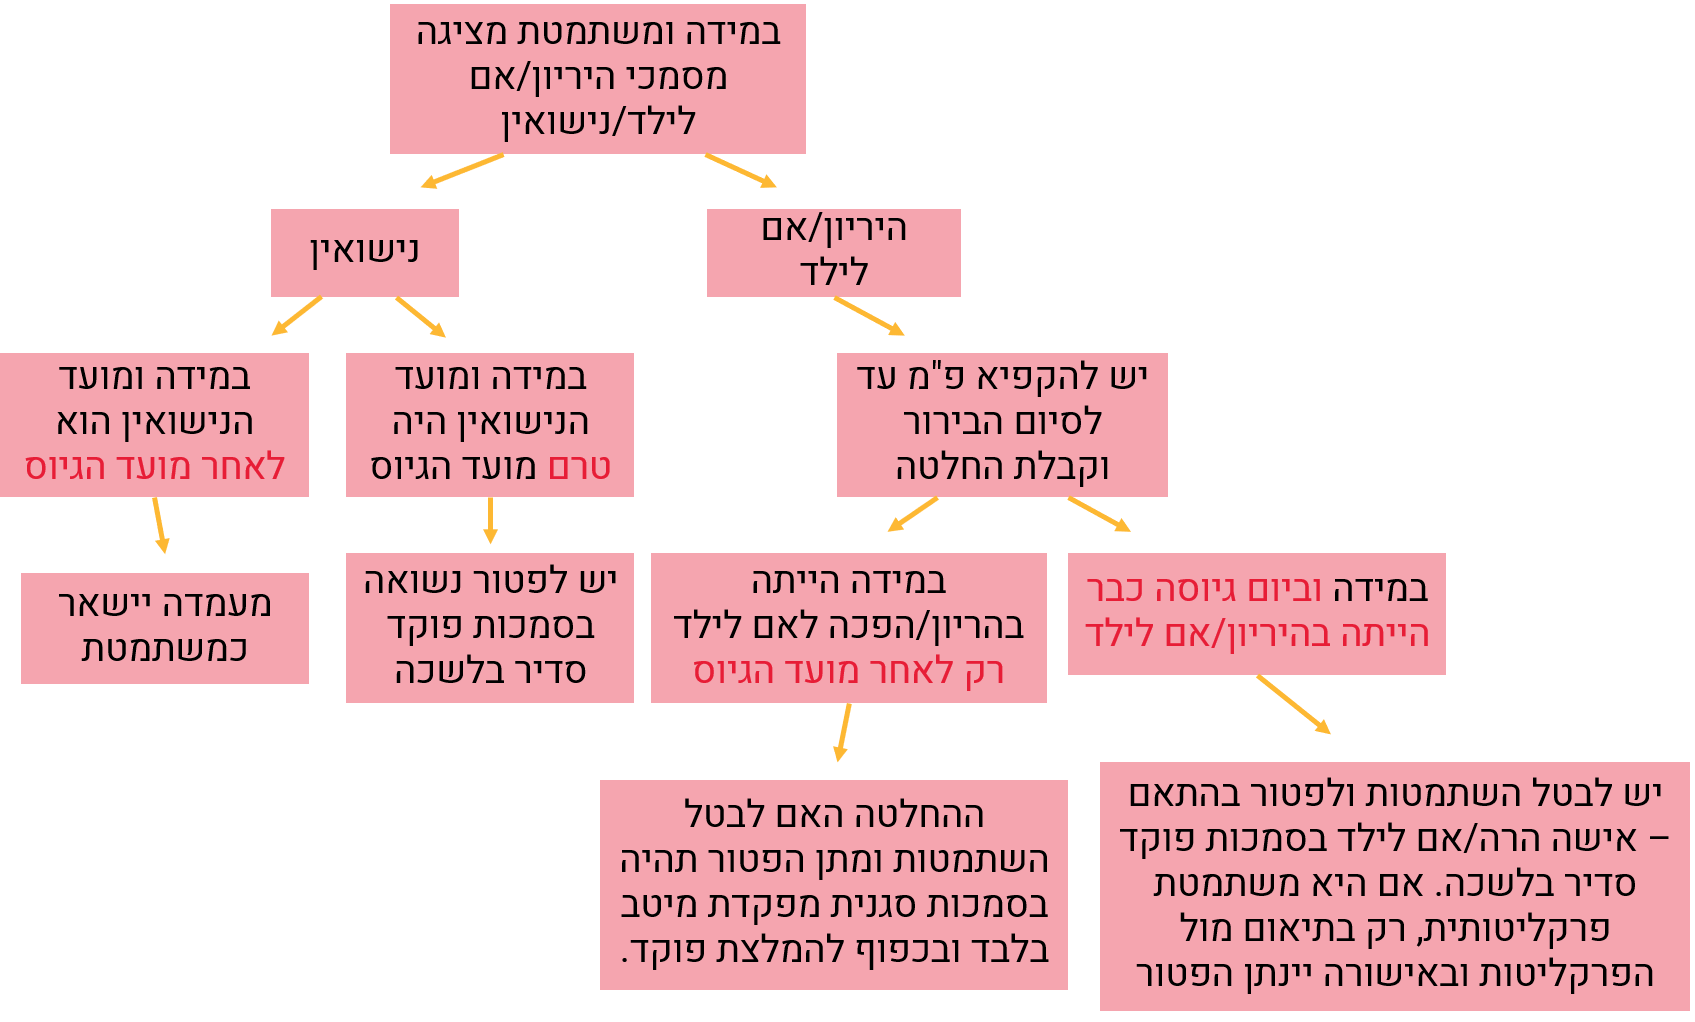 במידה ומשתמטת מציגה
מסמכי היריון/אם
לילד/נישואין
היריון/אם
לילד
נישואין
יש להקפיא פ"מ עד
לסיום הבירור
וקבלת החלטה
במידה ומועד
הנישואין היה
טרם מועד הגיוס
במידה ומועד
הנישואין הוא
לאחר מועד הגיוס
במידה וביום גיוסה כבר
הייתה בהיריון/אם לילד
במידה הייתה
בהריון/הפכה לאם לילד
רק לאחר מועד הגיוס
יש לפטור נשואה
בסמכות פוקד
סדיר בלשכה
מעמדה יישאר
כמשתמטת
יש לבטל השתמטות ולפטור בהתאם
– אישה הרה/אם לילד בסמכות פוקד
סדיר בלשכה. אם היא משתמטת
פרקליטותית, רק בתיאום מול
הפרקליטות ובאישורה יינתן הפטור
ההחלטה האם לבטל
השתמטות ומתן הפטור תהיה
בסמכות סגנית מפקדת מיטב
בלבד ובכפוף להמלצת פוקד.